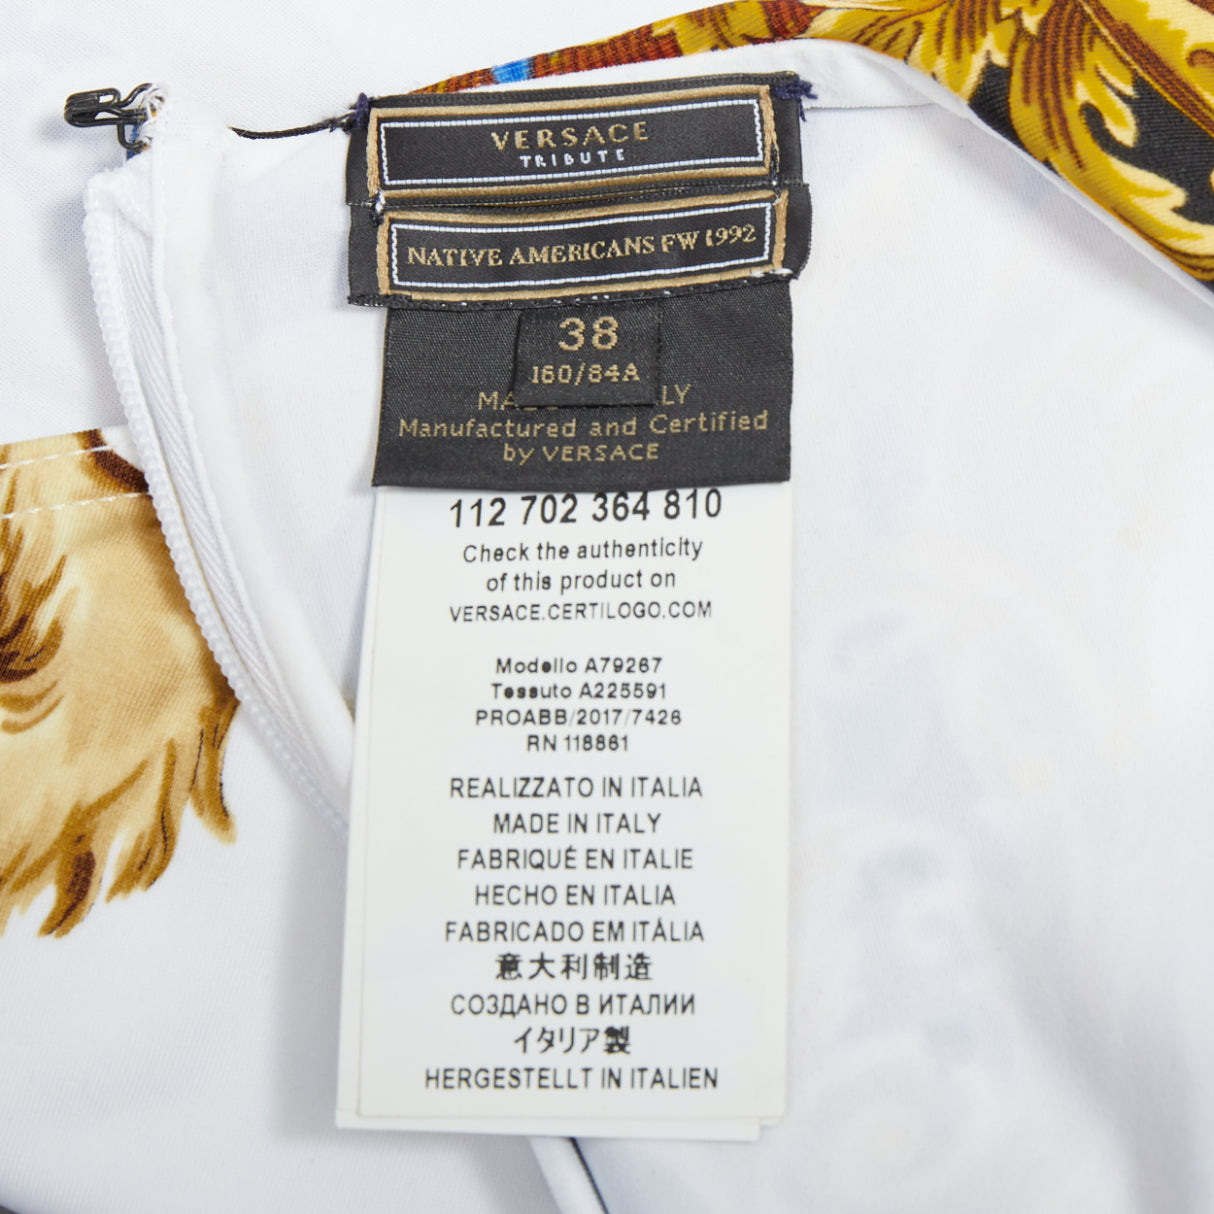 VERSACE
TRIBUTE
NATIVE AMERICANS FW 1992
38
160/84A
Manufactured and Certified
by VERSACE
112 702 364 810
Check the authenticity
of this product on
VERSACE.CERTILOGO.COM
Modello A79267
Tessuto A225591
PROABB/2017/7426
RN 118861
REALIZZATO IN ITALIA
MADE IN ITALY
FABRIQUÉ EN ITALIE
HECHO EN ITALIA
FABRICADO EM ITÁLIA
意大利制造
СОЗДАНО В ИТАЛИИ
イタリア製
HERGESTELLT IN ITALIEN